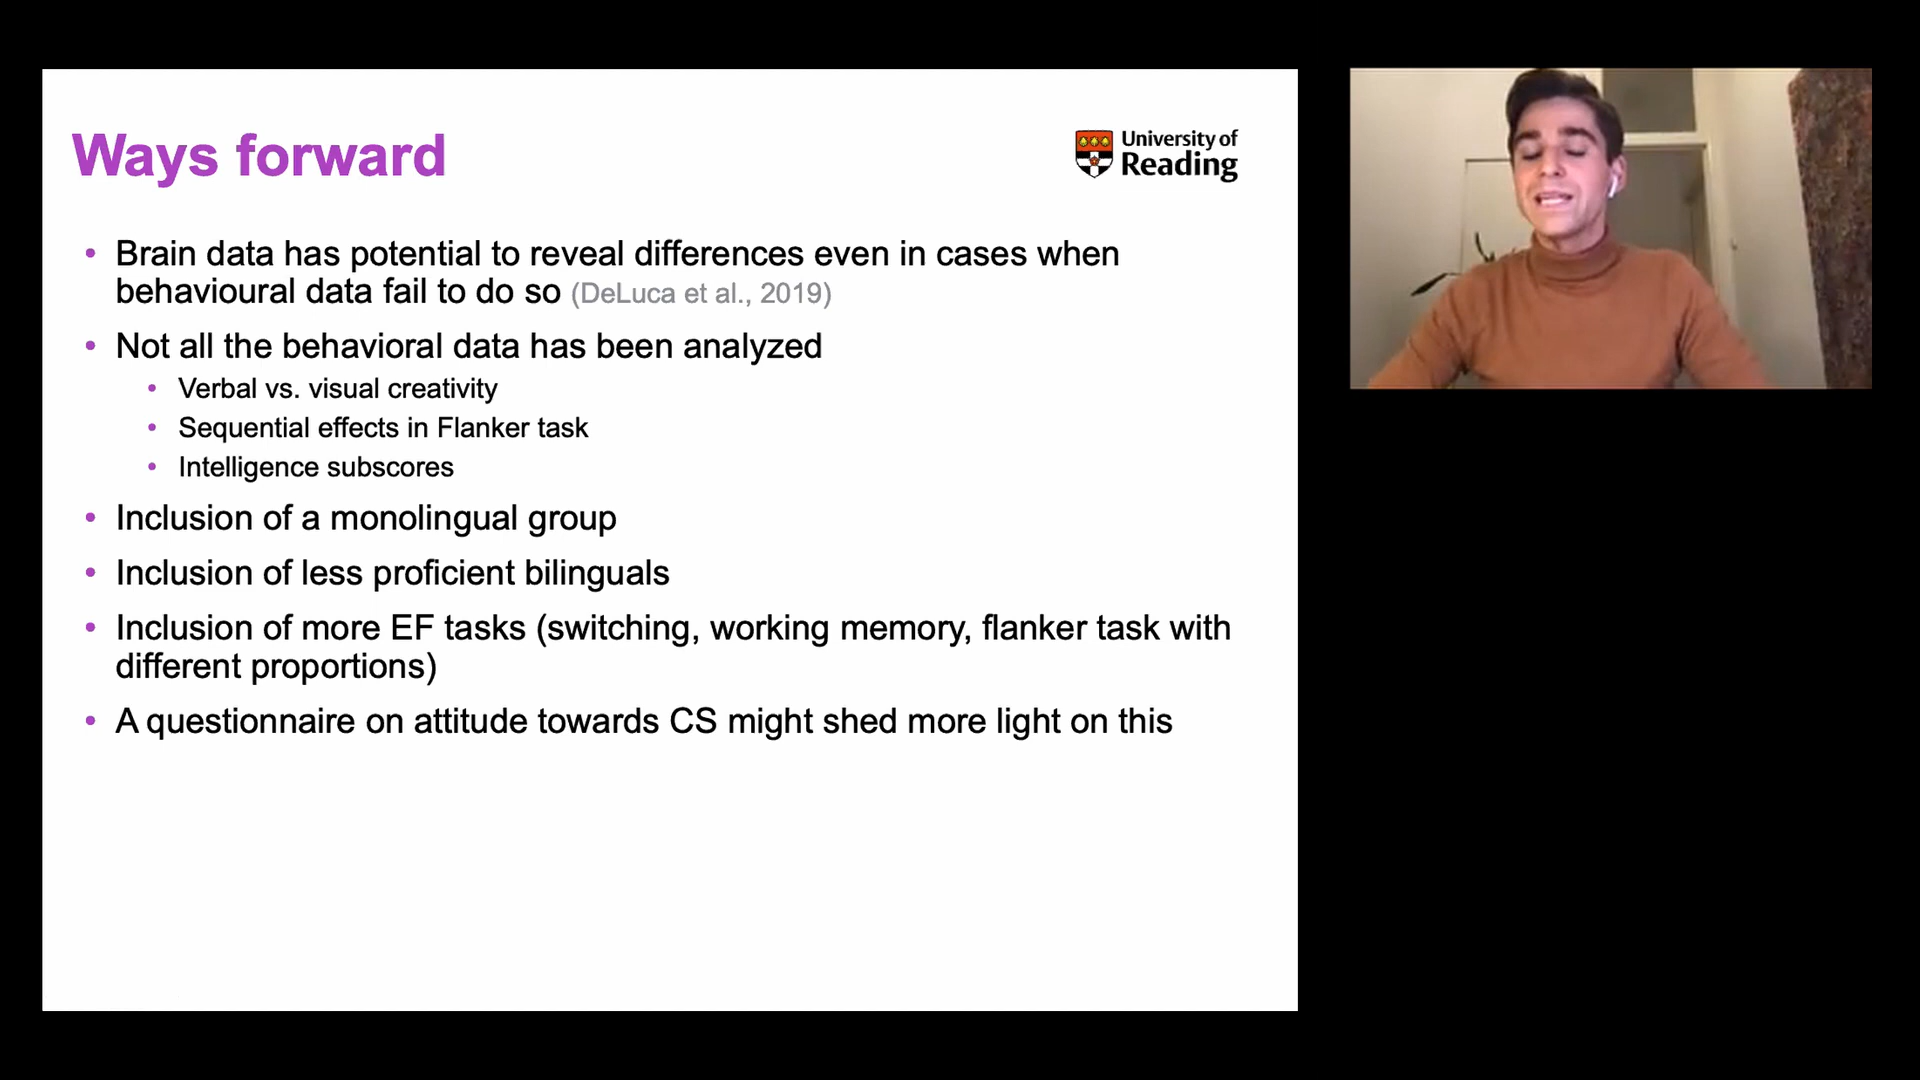 Ways forward
University of
Reading
• Brain data has potential to reveal differences even in cases when
behavioural data fail to do so (DeLuca et al., 2019)
• Not all the behavioral data has been analyzed
• Verbal vs. visual creativity
• Sequential effects in Flanker task
• Intelligence subscores
• Inclusion of a monolingual group
• Inclusion of less proficient bilinguals
• Inclusion of more EF tasks (switching, working memory, flanker task with
different proportions)
• A questionnaire on attitude towards CS might shed more light on this